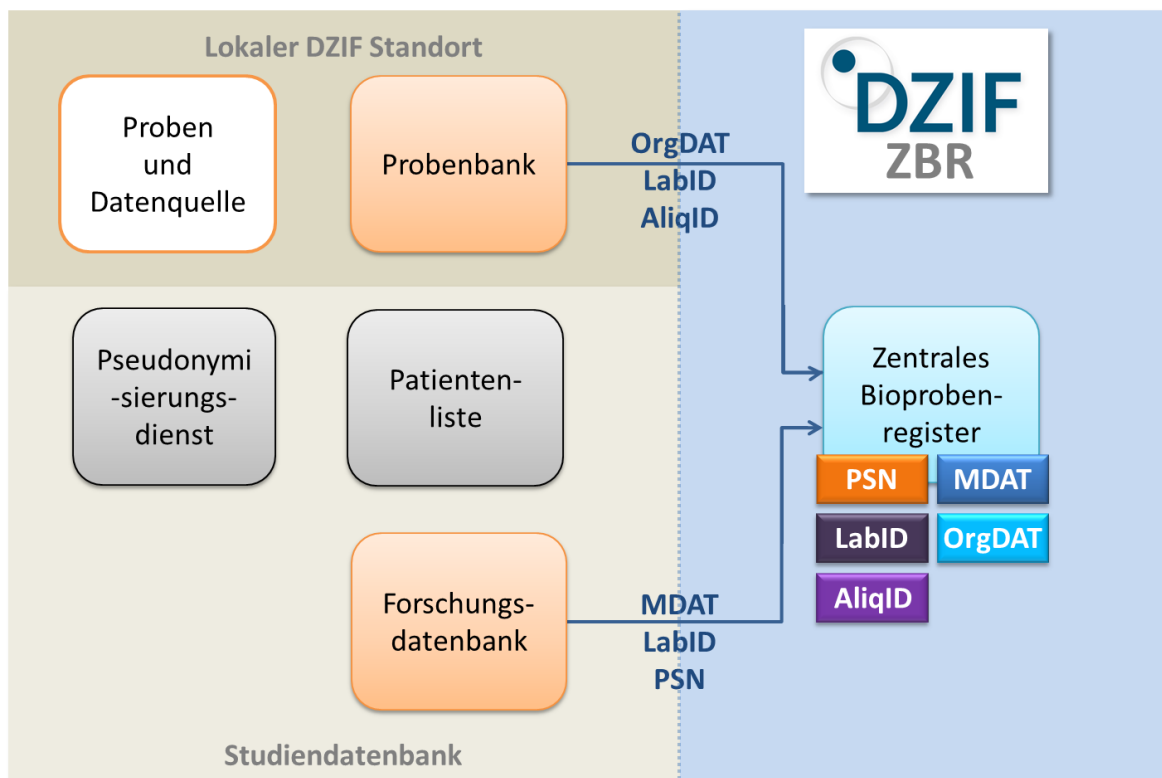 Lokaler DZIF Standort
Proben
und
Datenquelle
Probenbank
OrgDAT
LabID
AliqID
DZIF
ZBR
Pseudonymi
-sierungs-
dienst
Patienten-
liste
Zentrales
Bioproben-
register
PSN
MDAT
LabID
OrgDAT
AliqID
Forschungs-
datenbank
MDAT
LabID
PSN
Studiendatenbank